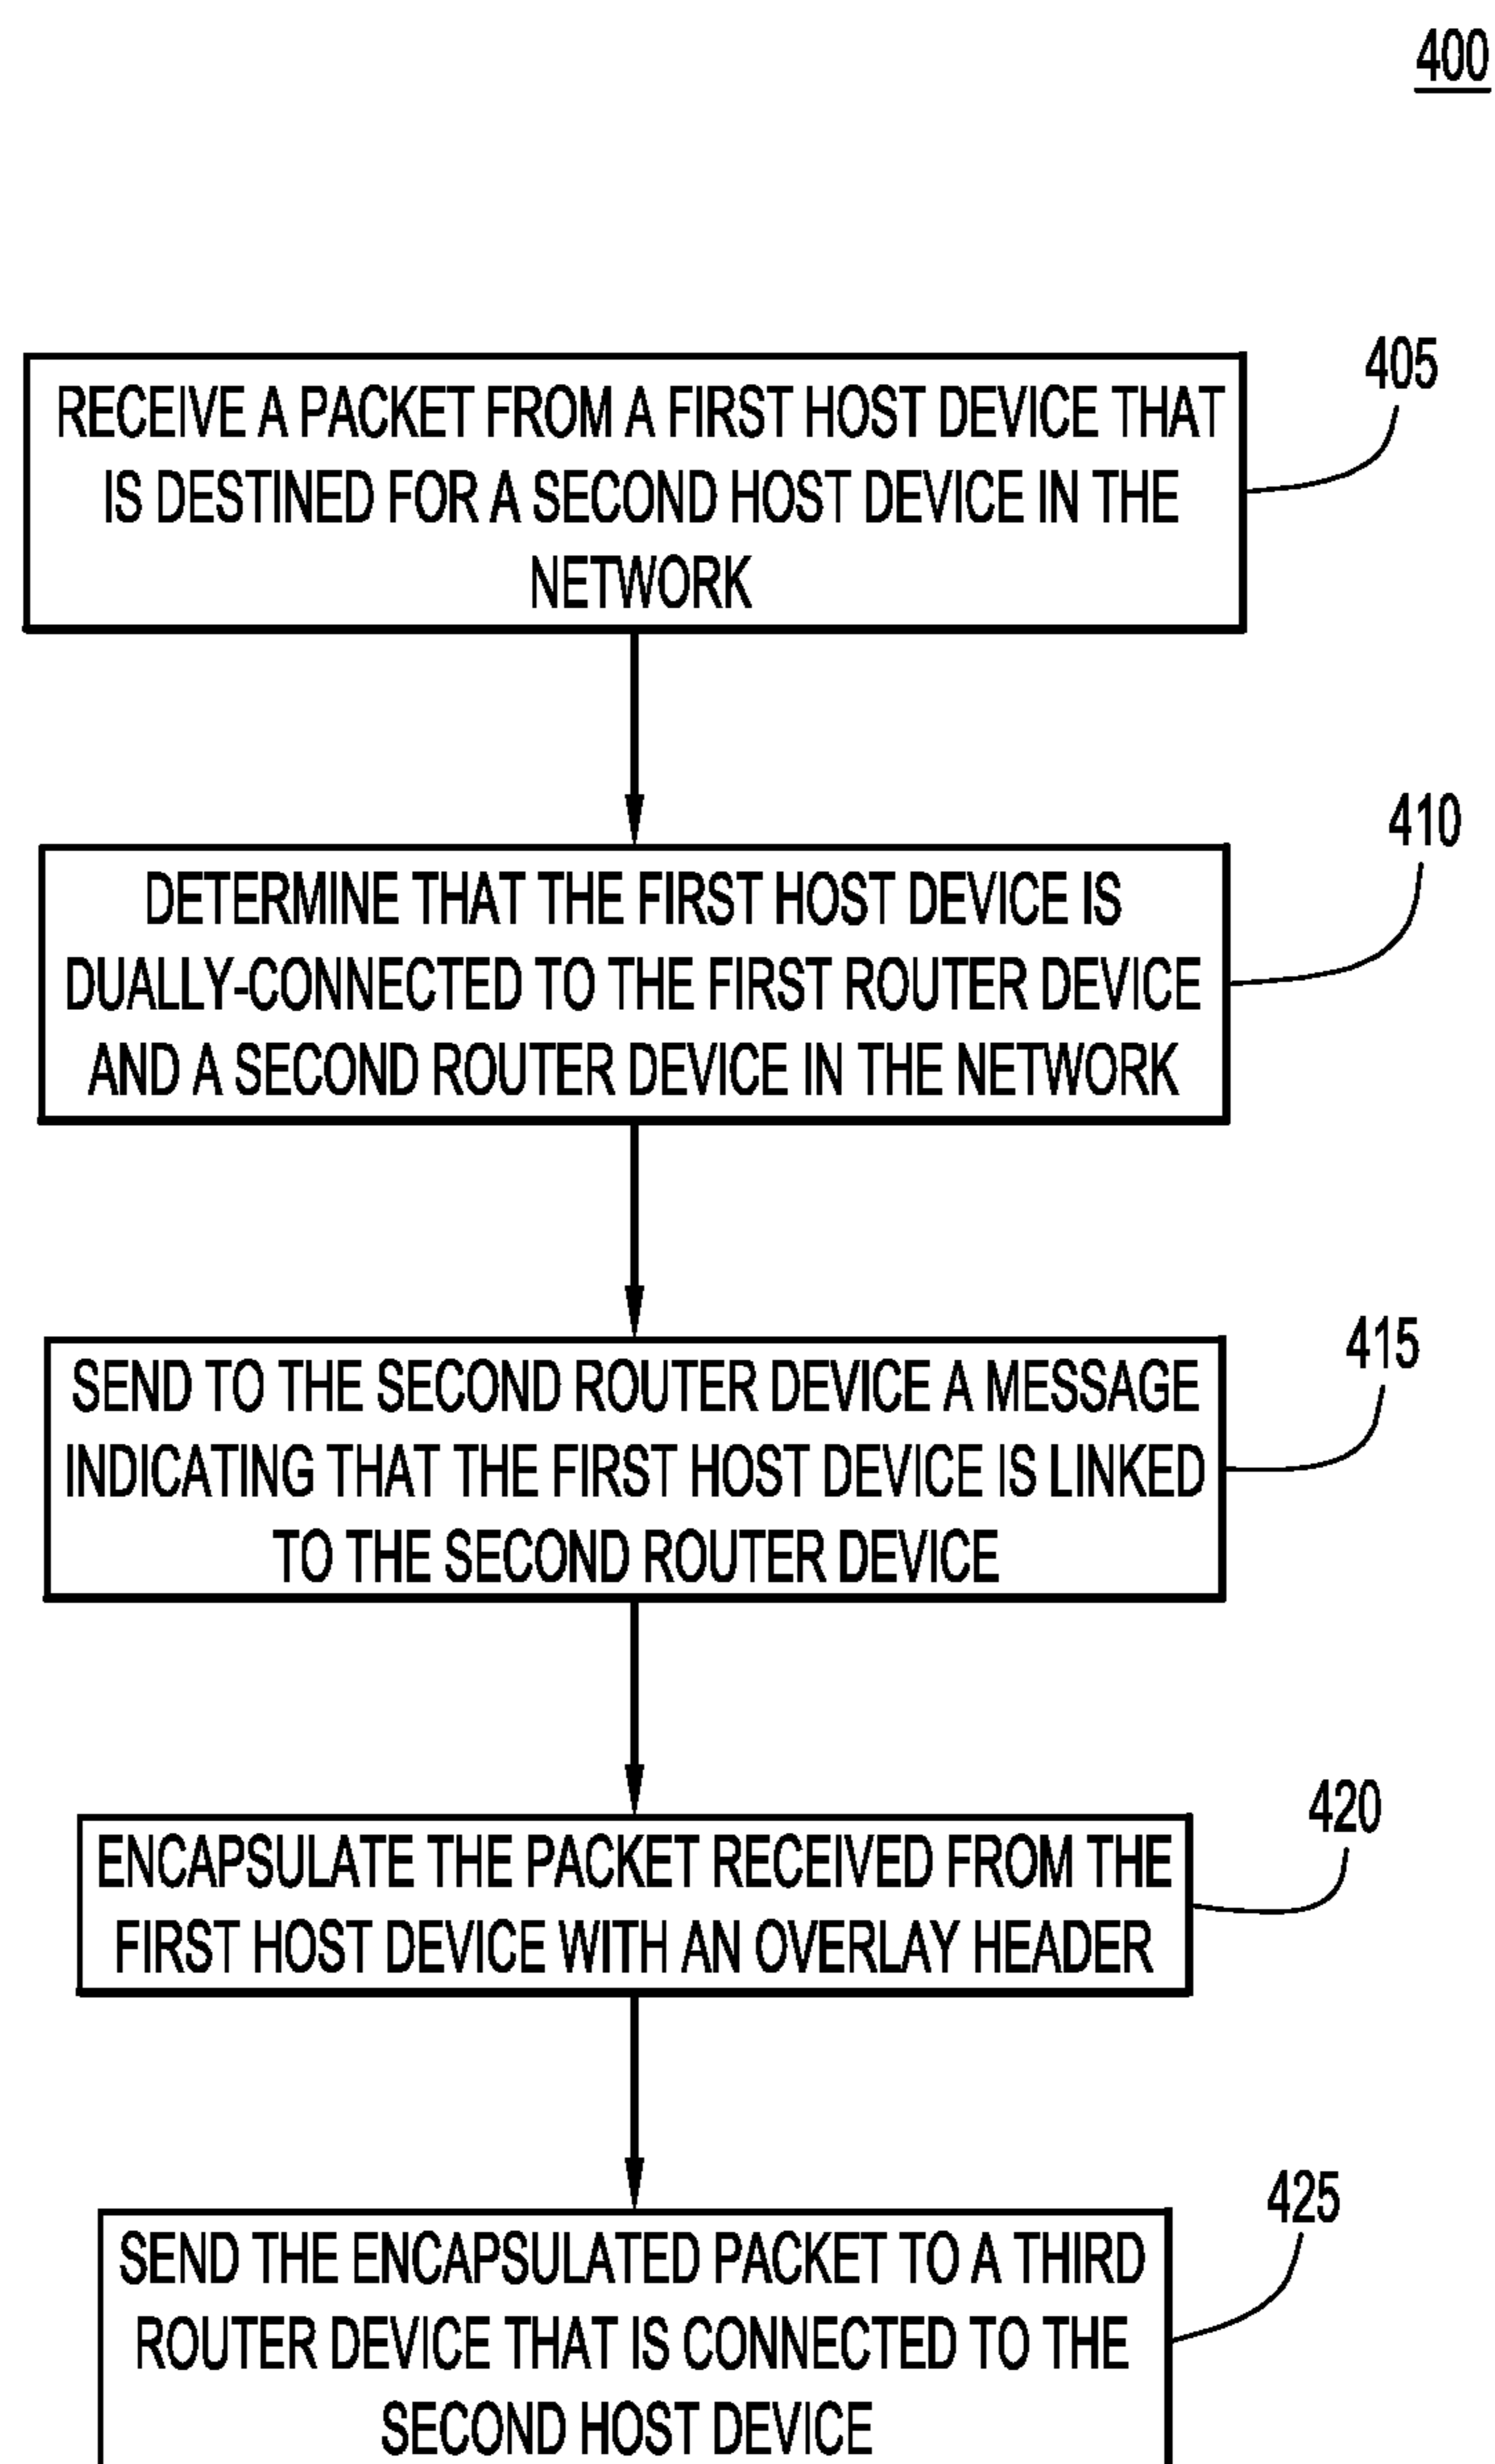 400
405
RECEIVE A PACKET FROM A FIRST HOST DEVICE THAT
IS DESTINED FOR A SECOND HOST DEVICE IN THE
NETWORK
410
DETERMINE THAT THE FIRST HOST DEVICE IS
DUALLY-CONNECTED TO THE FIRST ROUTER DEVICE
AND A SECOND ROUTER DEVICE IN THE NETWORK
415
SEND TO THE SECOND ROUTER DEVICE A MESSAGE
INDICATING THAT THE FIRST HOST DEVICE IS LINKED
TO THE SECOND ROUTER DEVICE
420
ENCAPSULATE THE PACKET RECEIVED FROM THE
FIRST HOST DEVICE WITH AN OVERLAY HEADER
425
SEND THE ENCAPSULATED PACKET TO A THIRD
ROUTER DEVICE THAT IS CONNECTED TO THE
SECOND HOST DEVICE